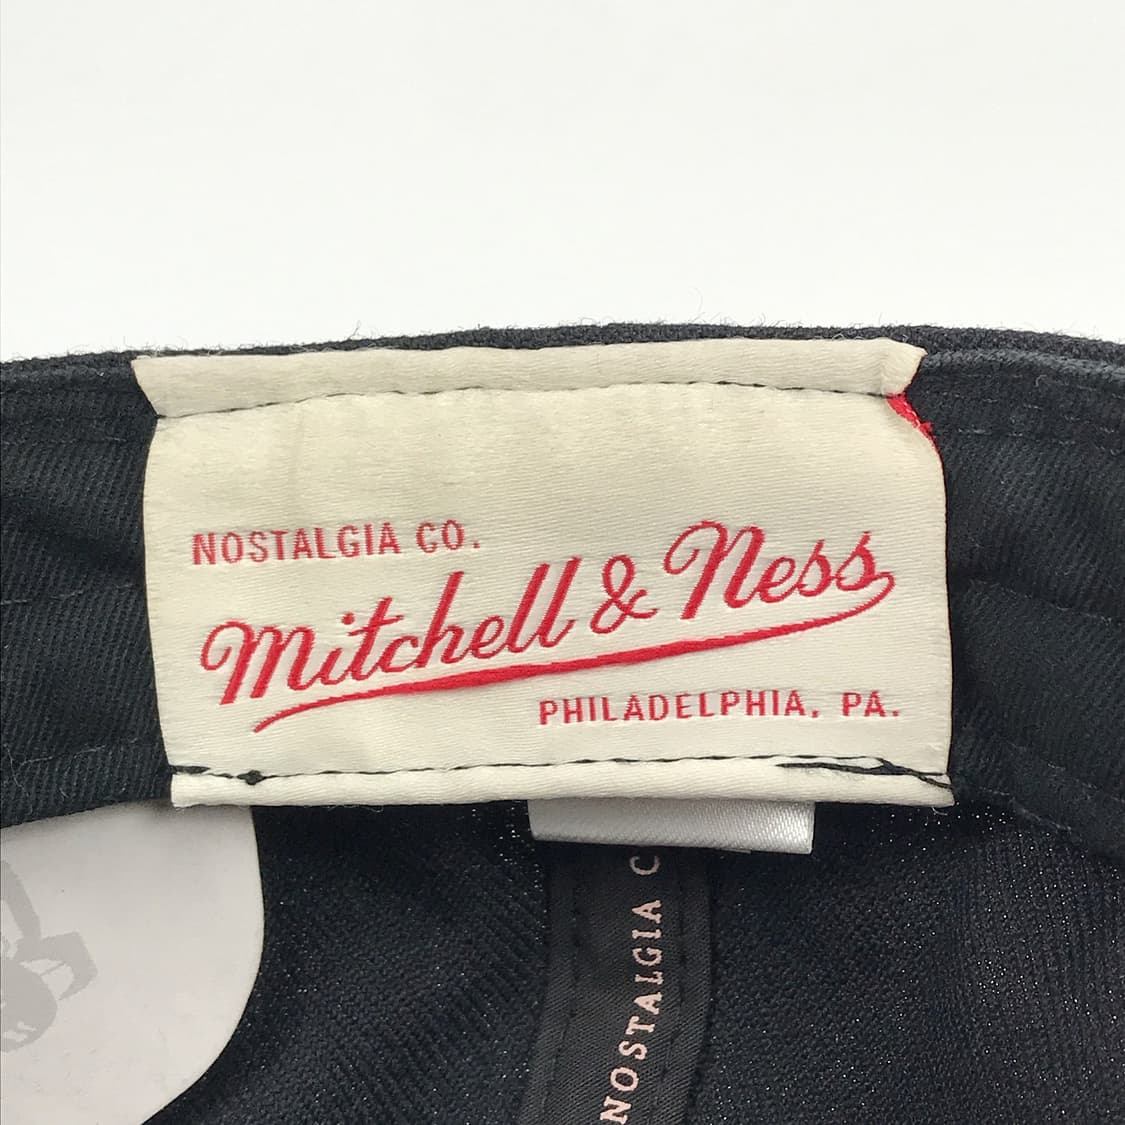 NOSTALGIA CO.
Mitchell & Ness
PHILADELPHIA, PA.
NOSTALGIA C